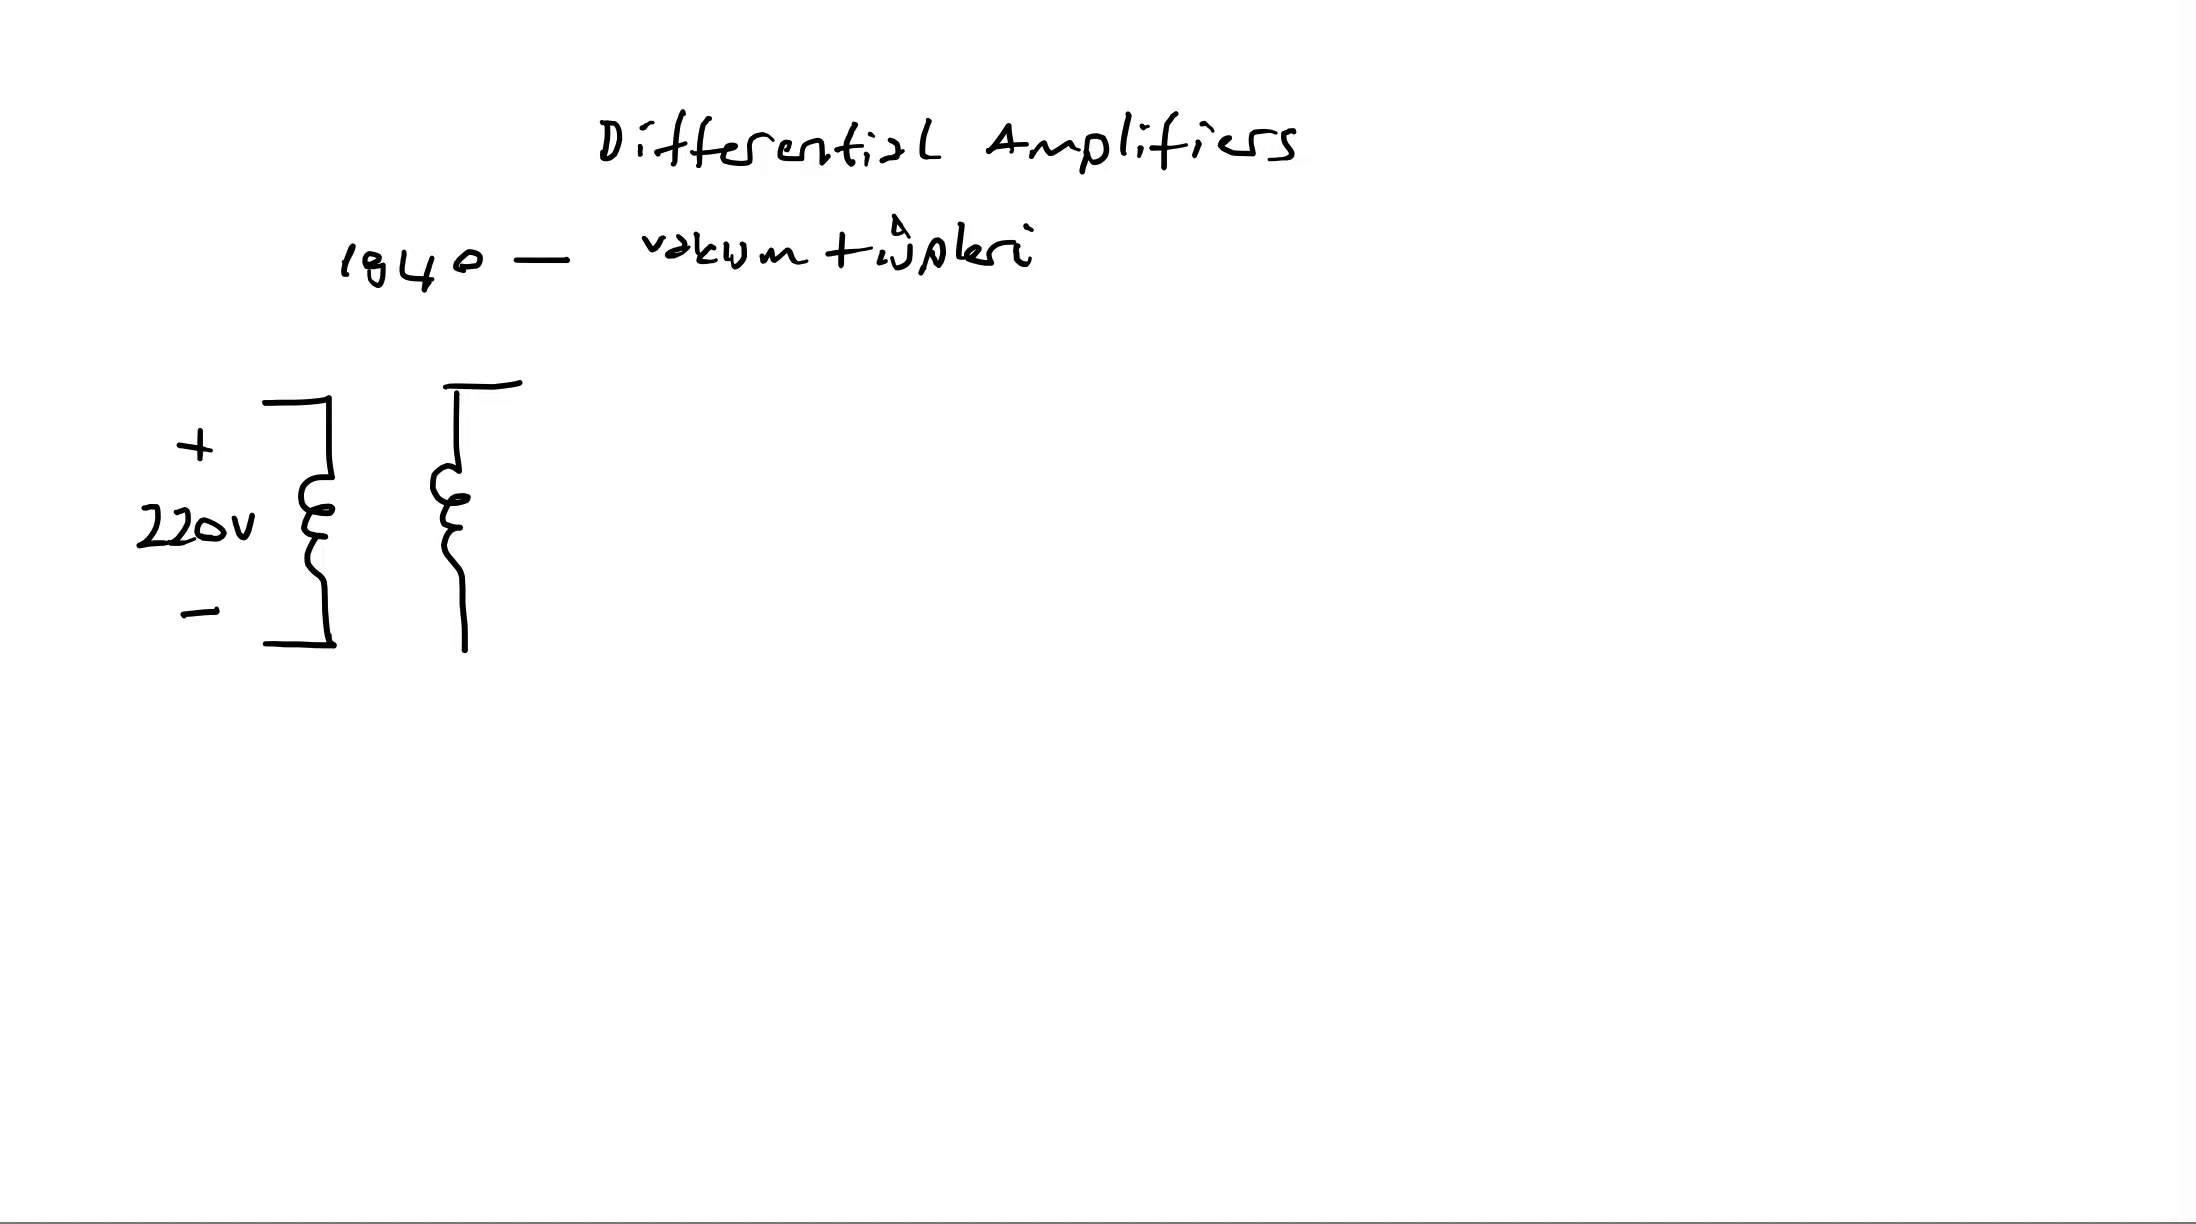 Differential Amplifiers
1940 — vakum tüpleri
+
220V
−